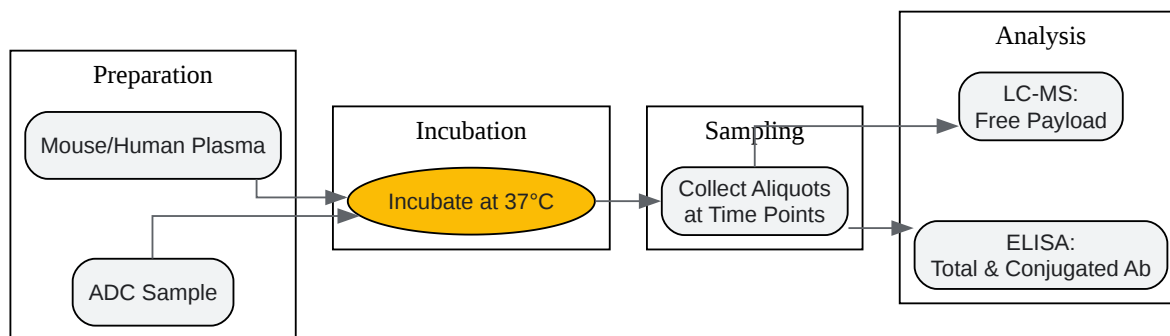 Preparation
Mouse/Human Plasma
ADC Sample
Incubation
Incubate at 37°C
Sampling
Collect Aliquots
at Time Points
Analysis
LC-MS:
Free Payload
ELISA:
Total & Conjugated Ab